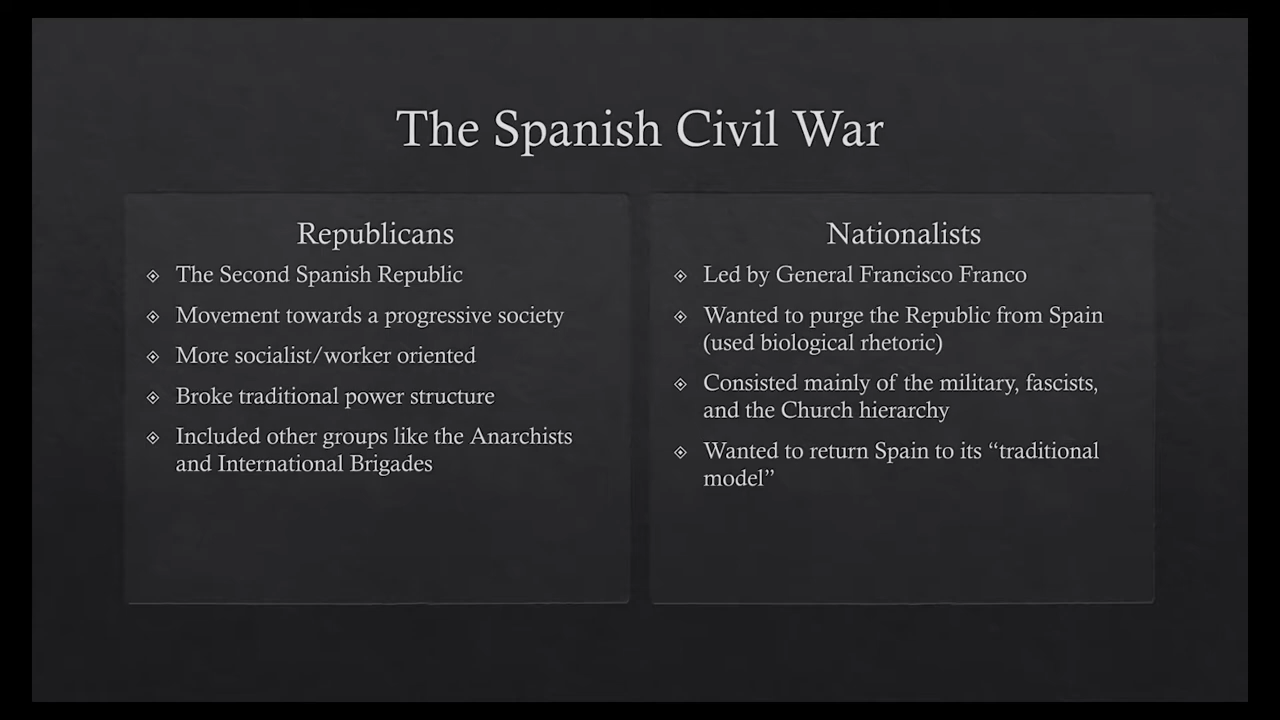 The Spanish Civil War
Republicans
The Second Spanish Republic
Movement towards a progressive society
More socialist/worker oriented
Broke traditional power structure
Included other groups like the Anarchists
and International Brigades
Nationalists
Led by General Francisco Franco
Wanted to purge the Republic from Spain
(used biological rhetoric)
Consisted mainly of the military, fascists,
and the Church hierarchy
Wanted to return Spain to its “traditional
model”